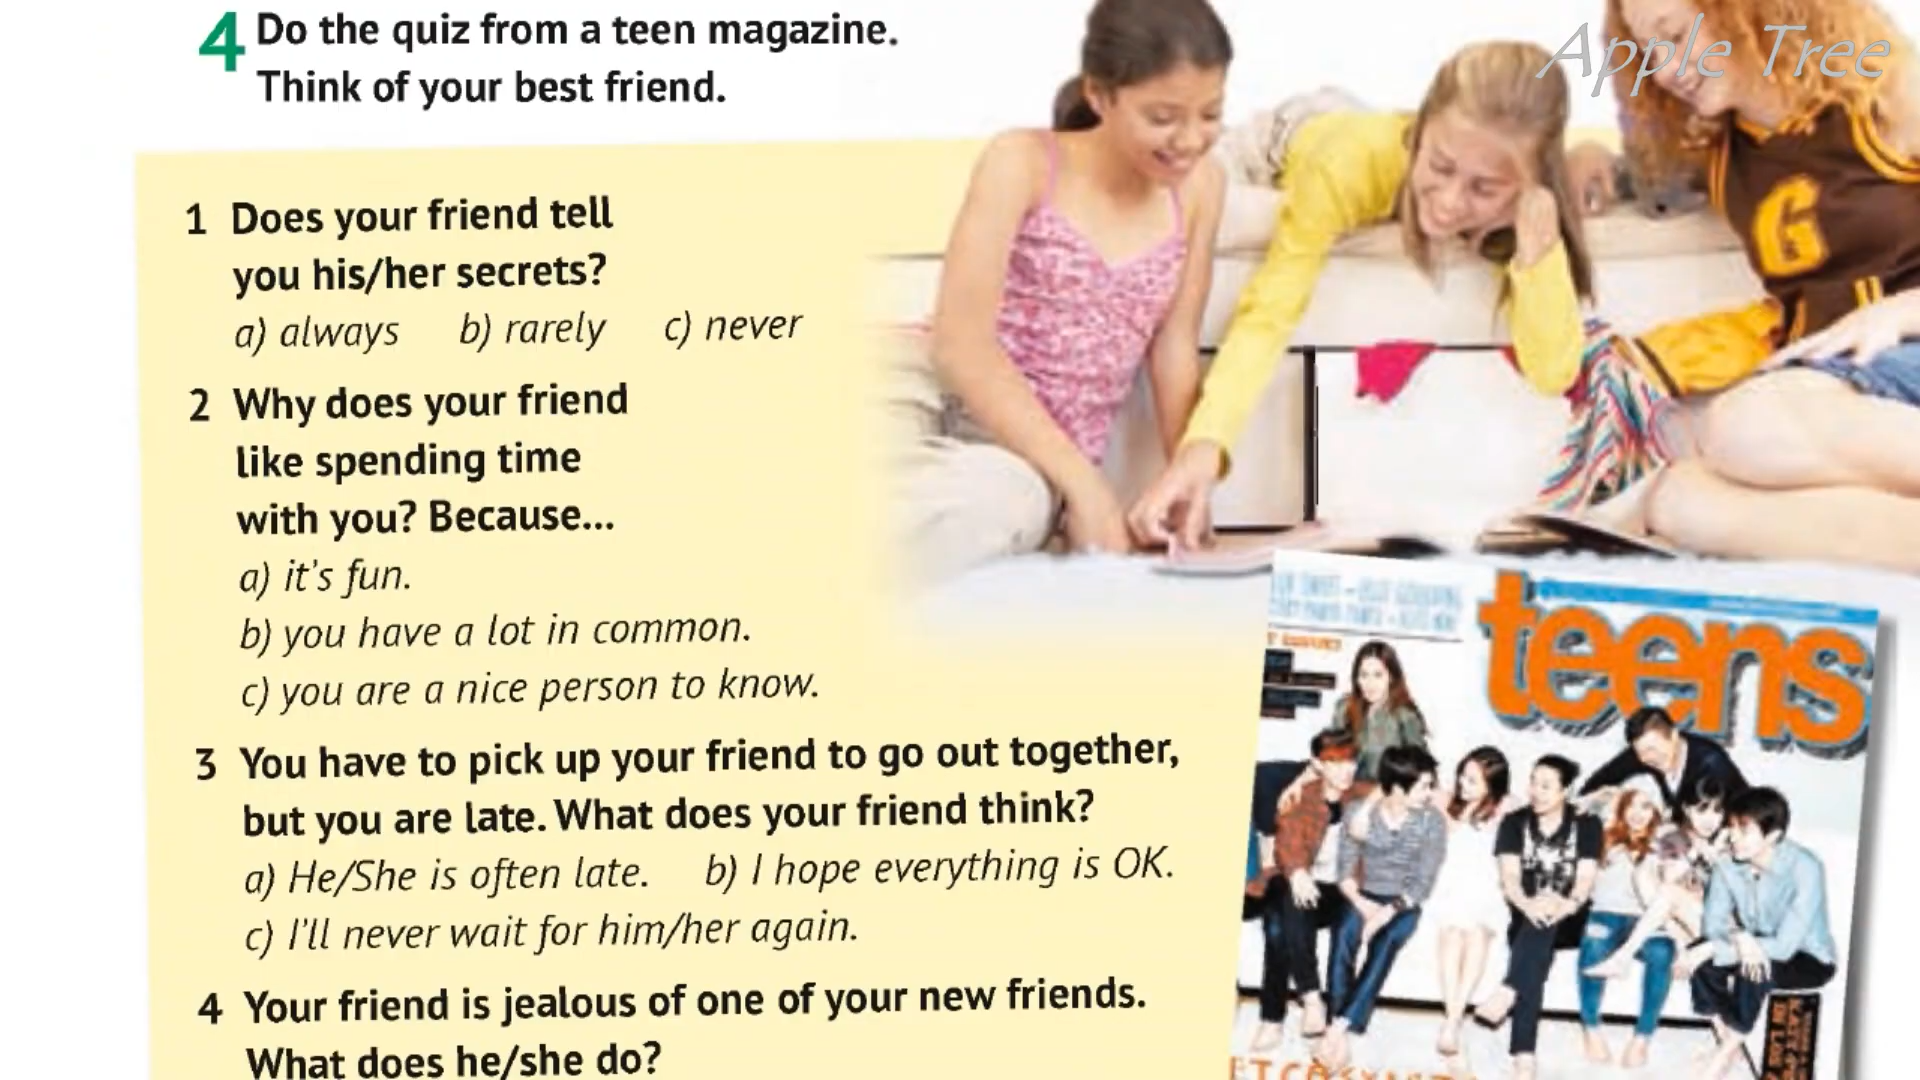 4 Do the quiz from a teen magazine.
Think of your best friend.
Apple Tree
1 Does your friend tell
you his/her secrets?
a) always b) rarely c) never
2 Why does your friend
like spending time
with you? Because...
a) it's fun.
b) you have a lot in common.
c) you are a nice person to know.
3 You have to pick up your friend to go out together,
but you are late. What does your friend think?
a) He/She is often late. b) I hope everything is OK.
c) I'll never wait for him/her again.
4 Your friend is jealous of one of your new friends.
What does he/she do?
G
teens